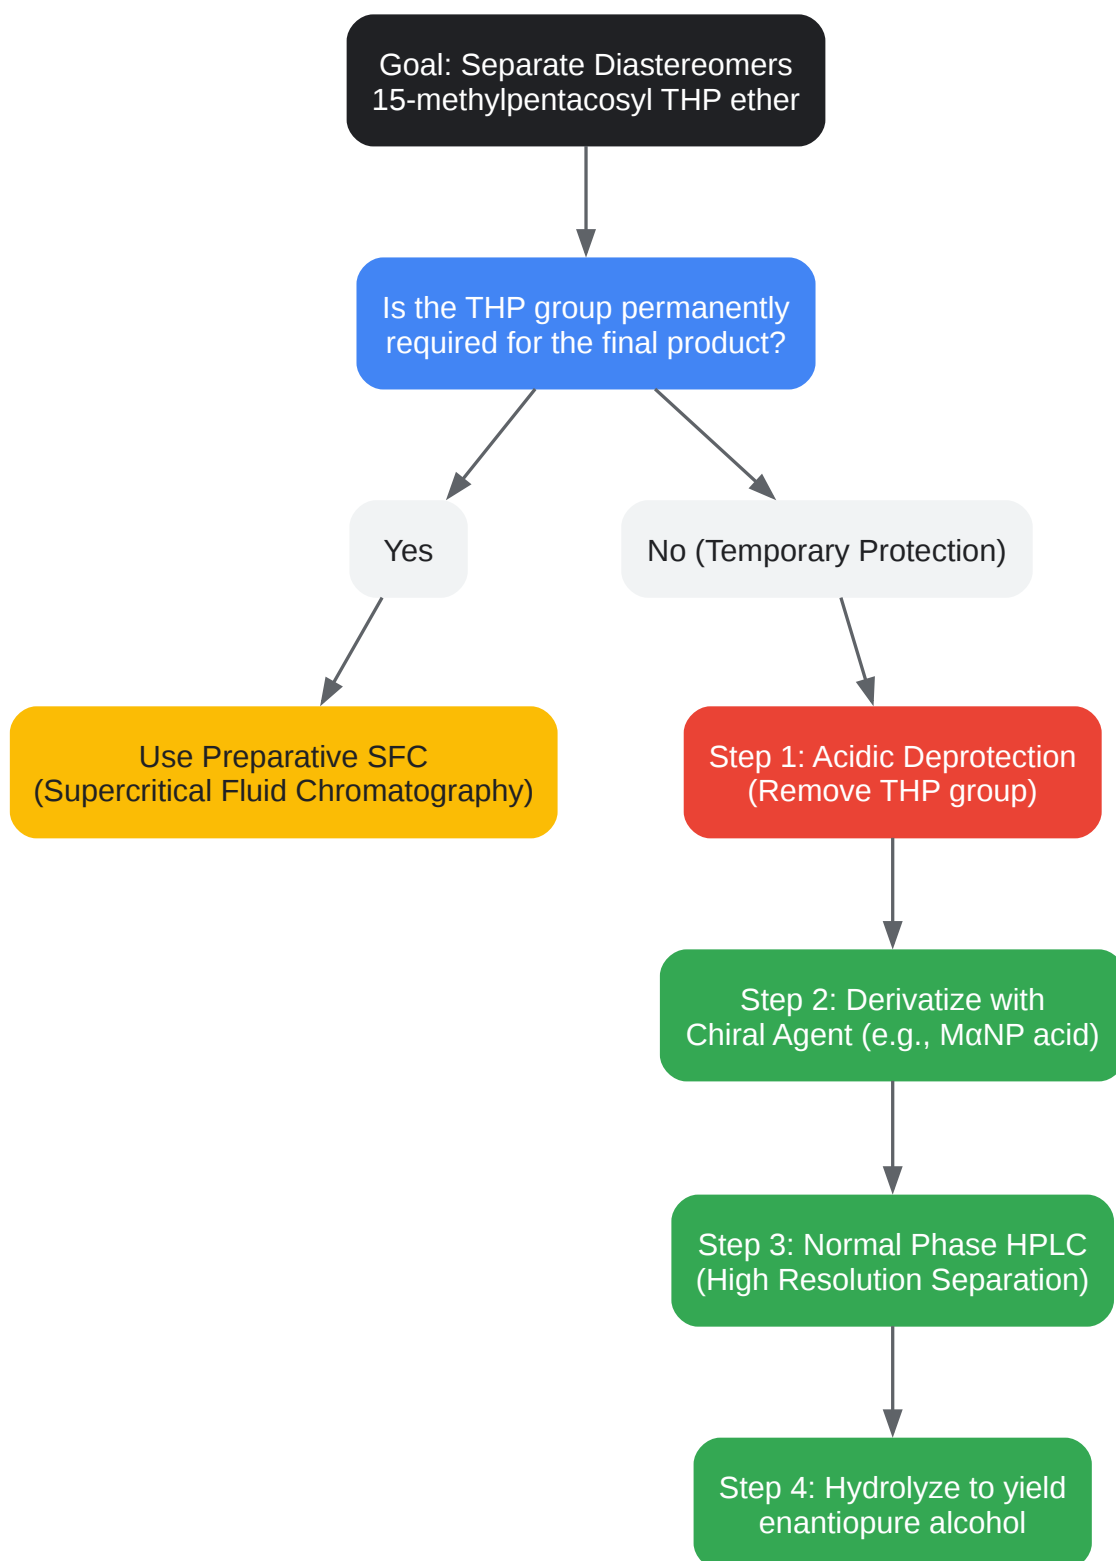 Goal: Separate Diastereomers
15-methylpentacosyl THP ether
Is the THP group permanently
required for the final product?
Yes
No (Temporary Protection)
Use Preparative SFC
(Supercritical Fluid Chromatography)
Step 1: Acidic Deprotection
(Remove THP group)
Step 2: Derivatize with
Chiral Agent (e.g., MαNP acid)
Step 3: Normal Phase HPLC
(High Resolution Separation)
Step 4: Hydrolyze to yield
enantiopure alcohol